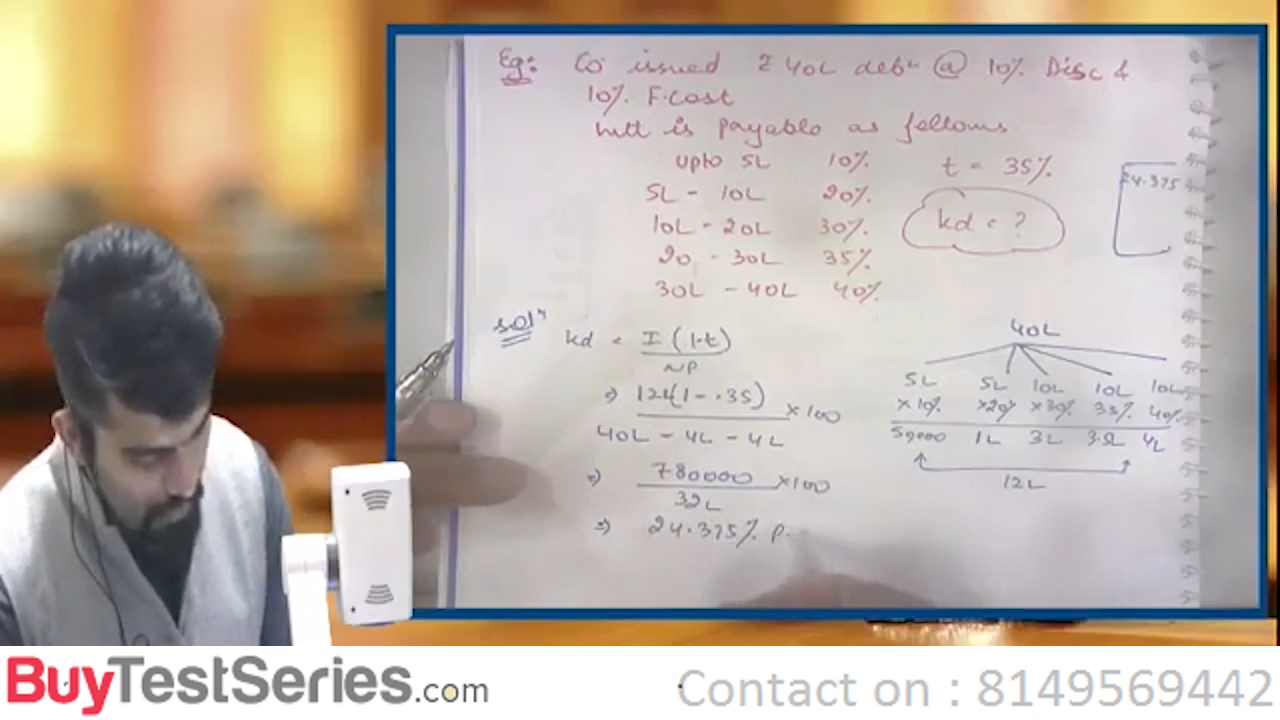 Eg: Co issued ₹ 40L deb" @ 10% Disc &
10% F.cost
Intt is payable as follows
upto 5L 10% t = 35%
24.375
5L - 10L 20%
10L - 20L 30% kd = ?
20 - 30L 35%
30L - 40L 40%
Sol" kd = I (1-t)
NP
40L
⇒ 12L(1-.35) ×100
40L - 4L - 4L
5L 5L 10L 10L 10L
×10% ×20% ×30% 35% 40%
50000 1L 3L 3.5L 4L
12L
⇒ 780000 ×100
32L
⇒ 24.375% p.
BuyTestSeries.com Contact on : 8149569442